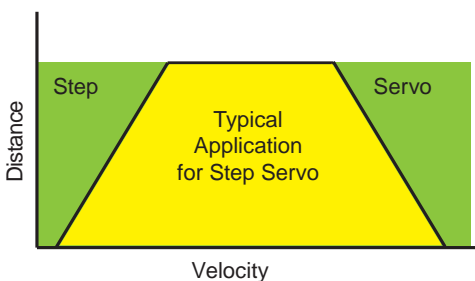 Step
Servo
Typical
Application
for Step Servo
Distance
Velocity